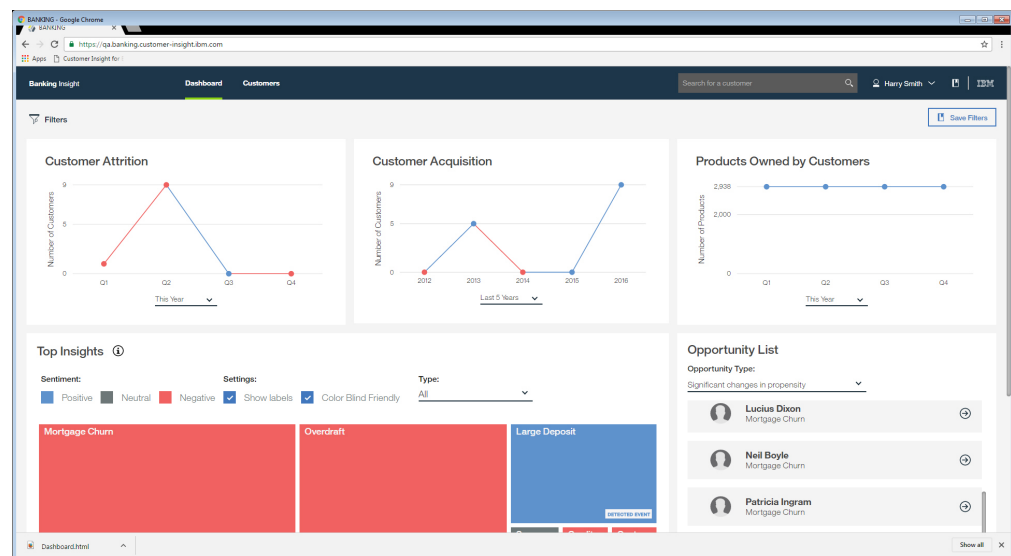 BANKING - Google Chrome
BANKING
https://qa.banking.customer-insight.ibm.com
Apps
Customer Insight for
Banking Insight
Dashboard
Customers
Search for a customer
Harry Smith
IBM
Filters
Save Filters
Customer Attrition
Number of Customers
9
5
0
Q1
Q2
Q3
Q4
This Year
Customer Acquisition
Number of Customers
9
5
0
2012
2013
2014
2015
2016
Last 5 Years
Products Owned by Customers
Number of Products
2,938
2,000
0
Q1
Q2
Q3
Q4
This Year
Top Insights
Sentiment:
Settings:
Type:
Positive
Neutral
Negative
Show labels
Color Blind Friendly
All
Mortgage Churn
Overdraft
Large Deposit
DETECTED EVENT
Opportunity List
Opportunity Type:
Significant changes in propensity
Lucius Dixon
Mortgage Churn
Neil Boyle
Mortgage Churn
Patricia Ingram
Mortgage Churn
Dashboard.html
Show all